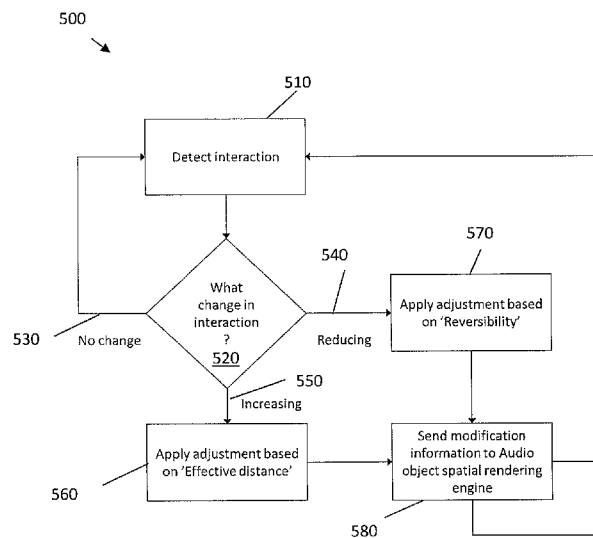 500
510
Detect interaction
What
change in
interaction
?
520
530
No change
540
Reducing
570
Apply adjustment based
on 'Reversibility'
550
Increasing
Apply adjustment based
on 'Effective distance'
560
Send modification
information to Audio
object spatial rendering
engine
580